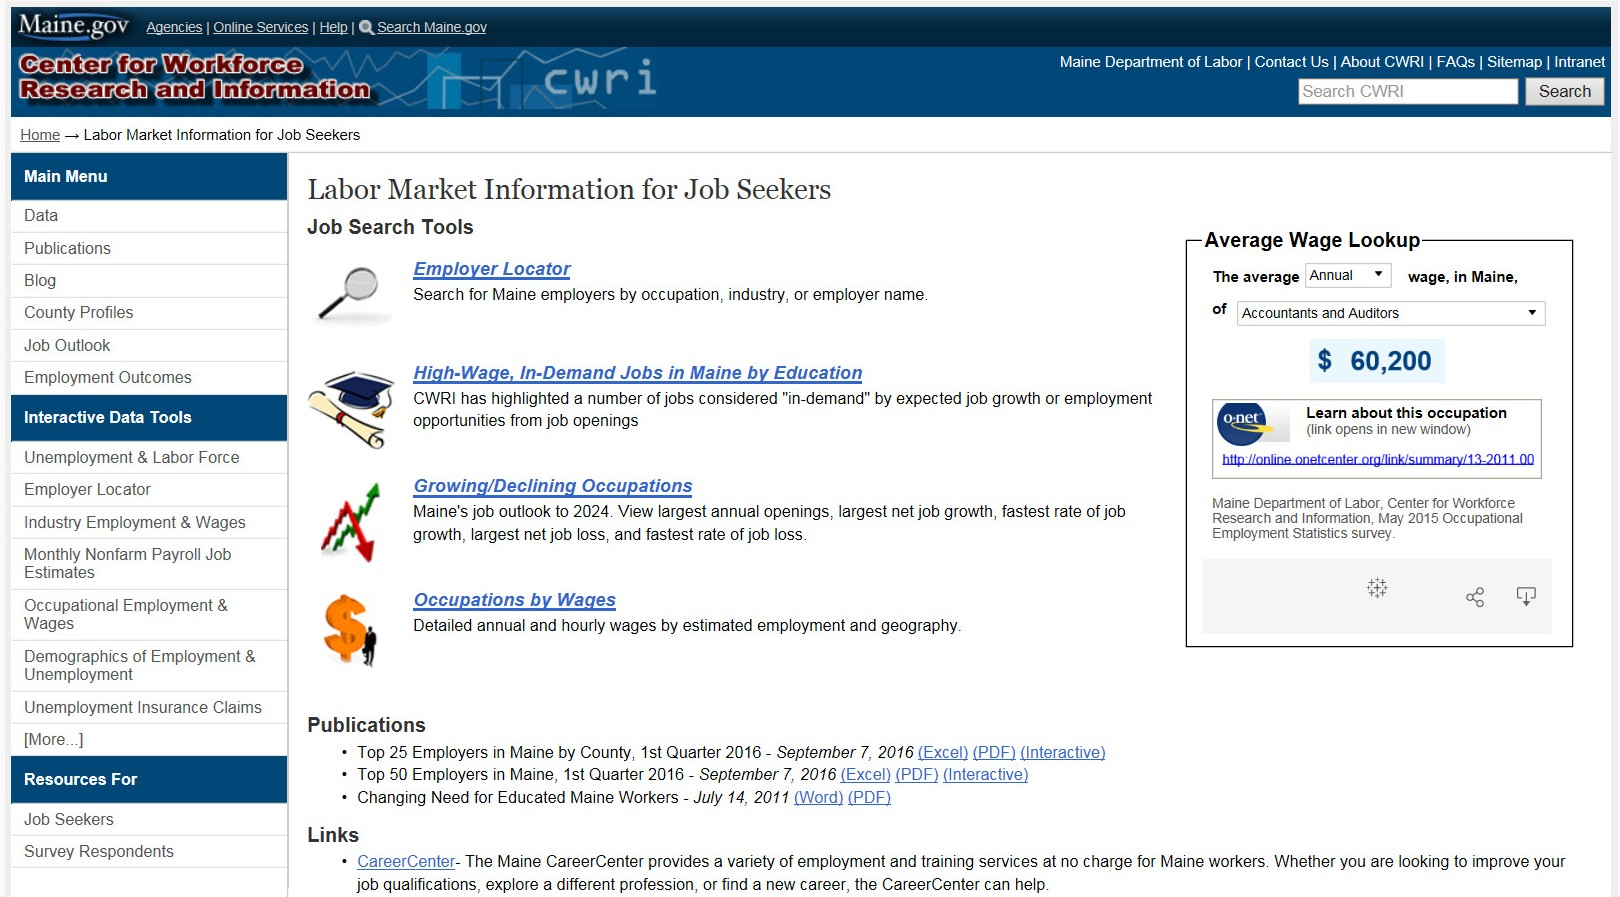 Maine.gov Agencies | Online Services | Help | Search Maine.gov
Center for Workforce
Research and Information
cwri
Maine Department of Labor | Contact Us | About CWRI | FAQs | Sitemap | Intranet
Search CWRI Search
Home → Labor Market Information for Job Seekers
Main Menu
Data
Publications
Blog
County Profiles
Job Outlook
Employment Outcomes
Interactive Data Tools
Unemployment & Labor Force
Employer Locator
Industry Employment & Wages
Monthly Nonfarm Payroll Job
Estimates
Occupational Employment &
Wages
Demographics of Employment &
Unemployment
Unemployment Insurance Claims
[More...]
Resources For
Job Seekers
Survey Respondents
Labor Market Information for Job Seekers
Job Search Tools
Employer Locator
Search for Maine employers by occupation, industry, or employer name.
High-Wage, In-Demand Jobs in Maine by Education
CWRI has highlighted a number of jobs considered "in-demand" by expected job growth or employment
opportunities from job openings
Growing/Declining Occupations
Maine's job outlook to 2024. View largest annual openings, largest net job growth, fastest rate of job
growth, largest net job loss, and fastest rate of job loss.
Occupations by Wages
Detailed annual and hourly wages by estimated employment and geography.
Average Wage Lookup
The average Annual wage, in Maine,
of Accountants and Auditors
$ 60,200
o·net
Learn about this occupation
(link opens in new window)
http://online.onetcenter.org/link/summary/13-2011.00
Maine Department of Labor, Center for Workforce
Research and Information, May 2015 Occupational
Employment Statistics survey.
Publications
• Top 25 Employers in Maine by County, 1st Quarter 2016 - September 7, 2016 (Excel) (PDF) (Interactive)
• Top 50 Employers in Maine, 1st Quarter 2016 - September 7, 2016 (Excel) (PDF) (Interactive)
• Changing Need for Educated Maine Workers - July 14, 2011 (Word) (PDF)
Links
• CareerCenter- The Maine CareerCenter provides a variety of employment and training services at no charge for Maine workers. Whether you are looking to improve your
job qualifications, explore a different profession, or find a new career, the CareerCenter can help.